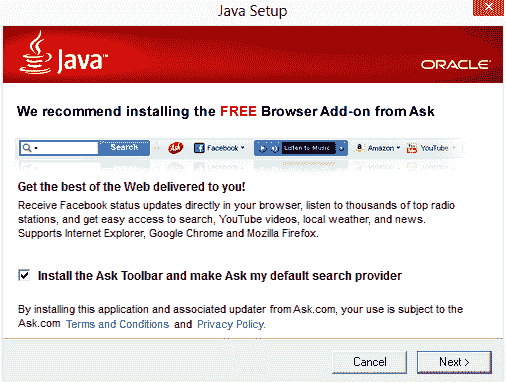 Java Setup
Java™
ORACLE
We recommend installing the FREE Browser Add-on from Ask
Search Ask Facebook Listen to Music Amazon YouTube
Get the best of the Web delivered to you!
Receive Facebook status updates directly in your browser, listen to thousands of top radio
stations, and get easy access to search, YouTube videos, local weather, and news.
Supports Internet Explorer, Google Chrome and Mozilla Firefox.
Install the Ask Toolbar and make Ask my default search provider
By installing this application and associated updater from Ask.com, your use is subject to the
Ask.com Terms and Conditions and Privacy Policy.
Cancel Next >